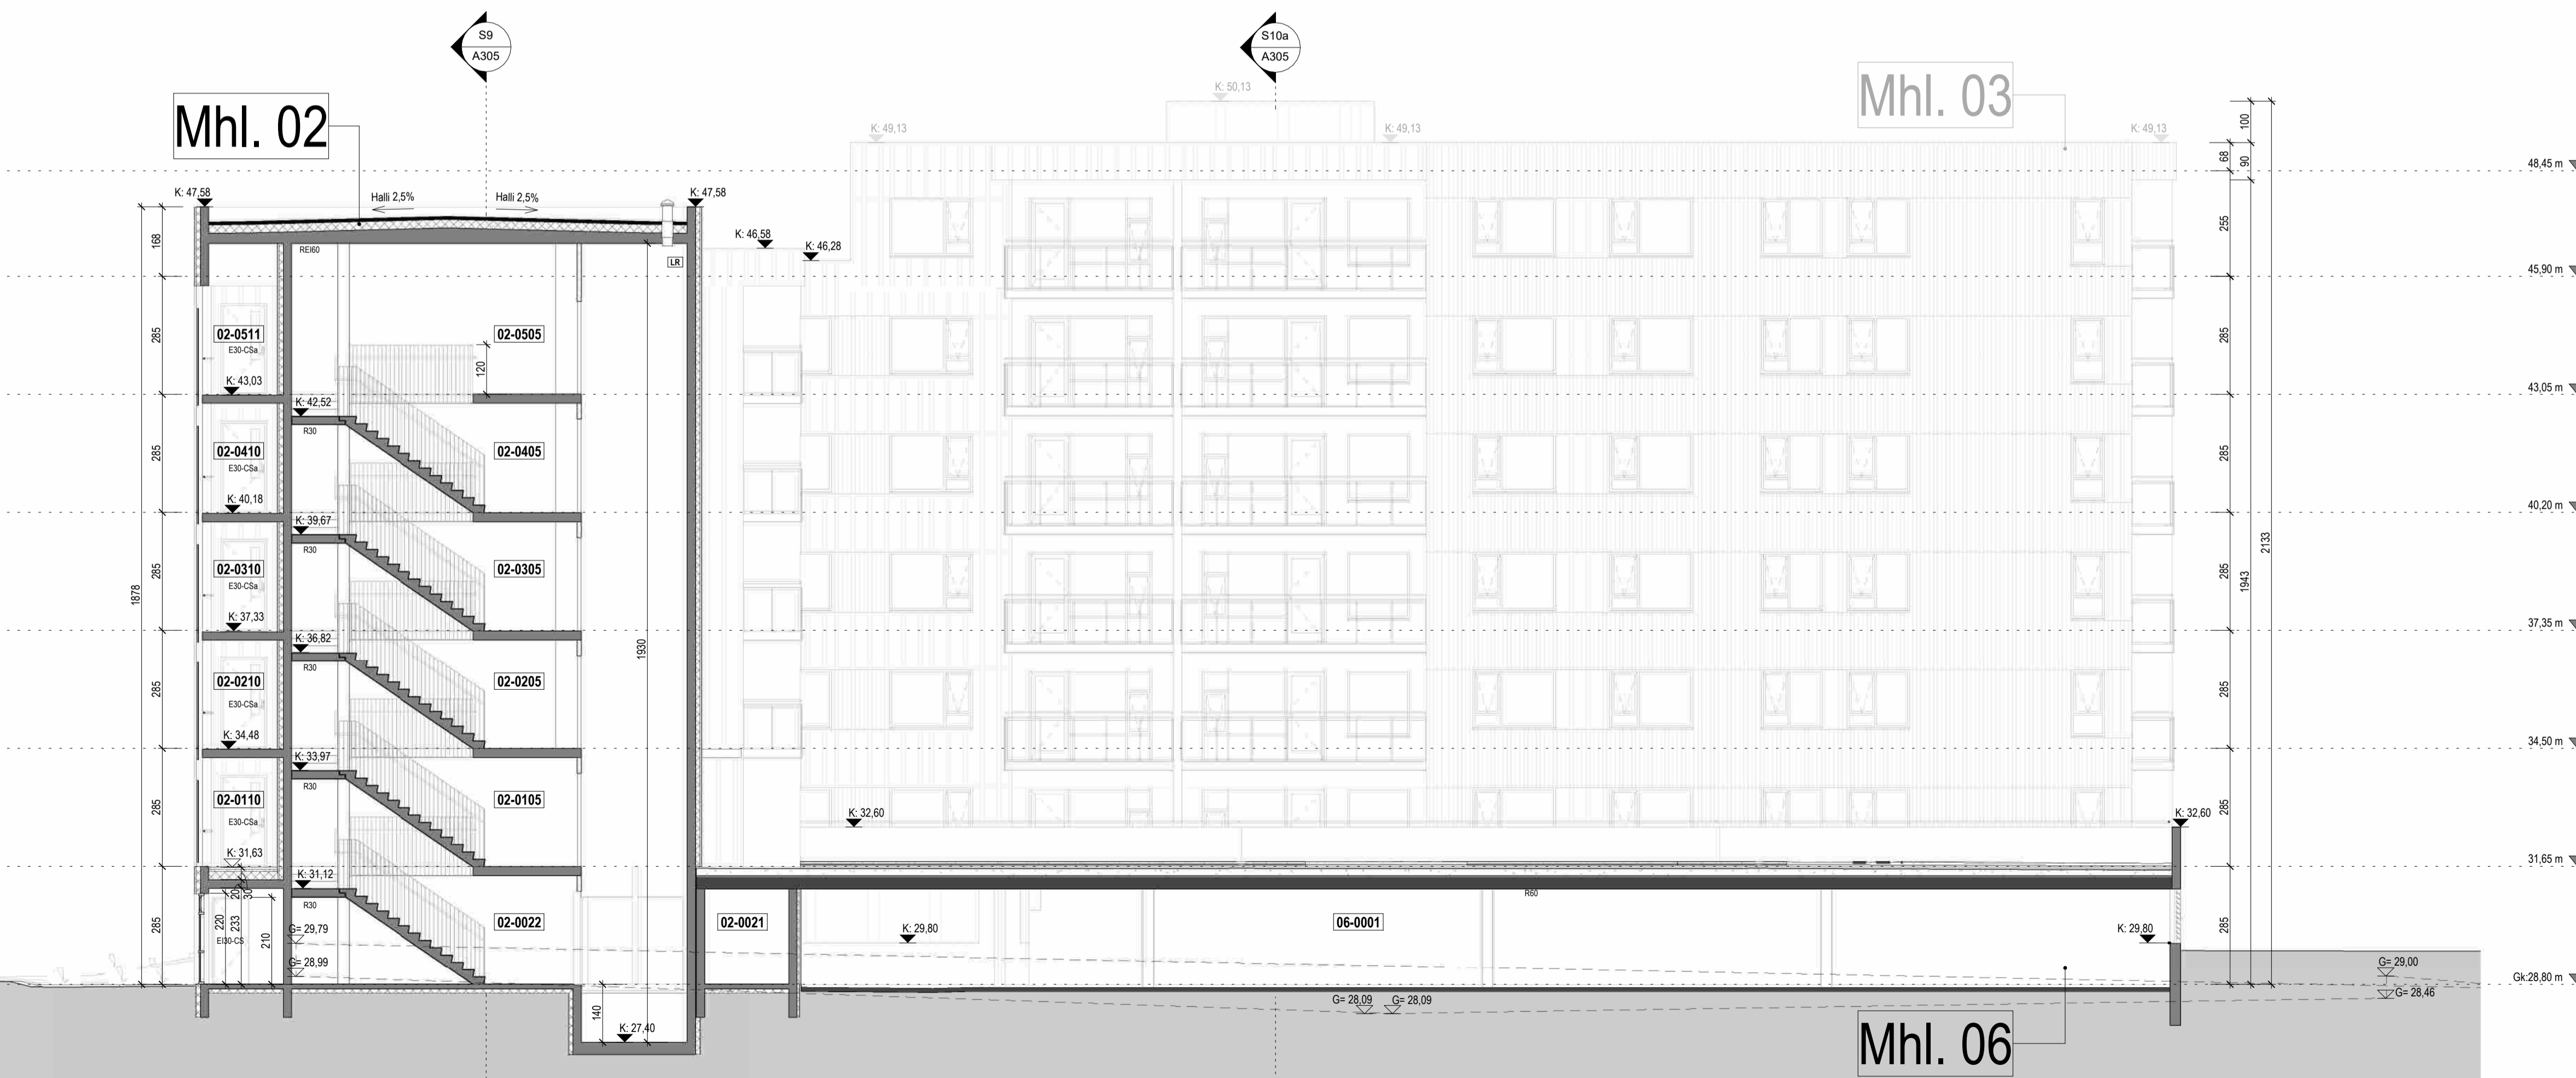 S9
A305
S10a
A305
Mhl. 02
Mhl. 03
K: 50,13
K: 49,13
K: 49,13
K: 49,13
100
68
90
48,45 m
K: 47,58
Halli 2,5%
Halli 2,5%
K: 47,58
168
REI60
LR
K: 46,58
K: 46,28
255
45,90 m
285
02-0511
E30-CSa
02-0505
120
285
K: 43,03
43,05 m
K: 42,52
R30
285
02-0410
E30-CSa
02-0405
285
K: 40,18
40,20 m
K: 39,67
R30
2133
285
02-0310
E30-CSa
02-0305
285
1943
1878
K: 37,33
37,35 m
K: 36,82
R30
1930
285
02-0210
E30-CSa
02-0205
285
K: 34,48
34,50 m
K: 33,97
R30
285
02-0110
E30-CSa
02-0105
K: 32,60
K: 32,60
285
K: 31,63
31,65 m
K: 31,12
20
30
R30
R60
285
220
233
210
EI30-CS
02-0022
02-0021
06-0001
285
G= 29,79
K: 29,80
K: 29,80
G= 28,99
G= 29,00
Gk:28,80 m
G= 28,46
G= 28,09
G= 28,09
140
K: 27,40
Mhl. 06